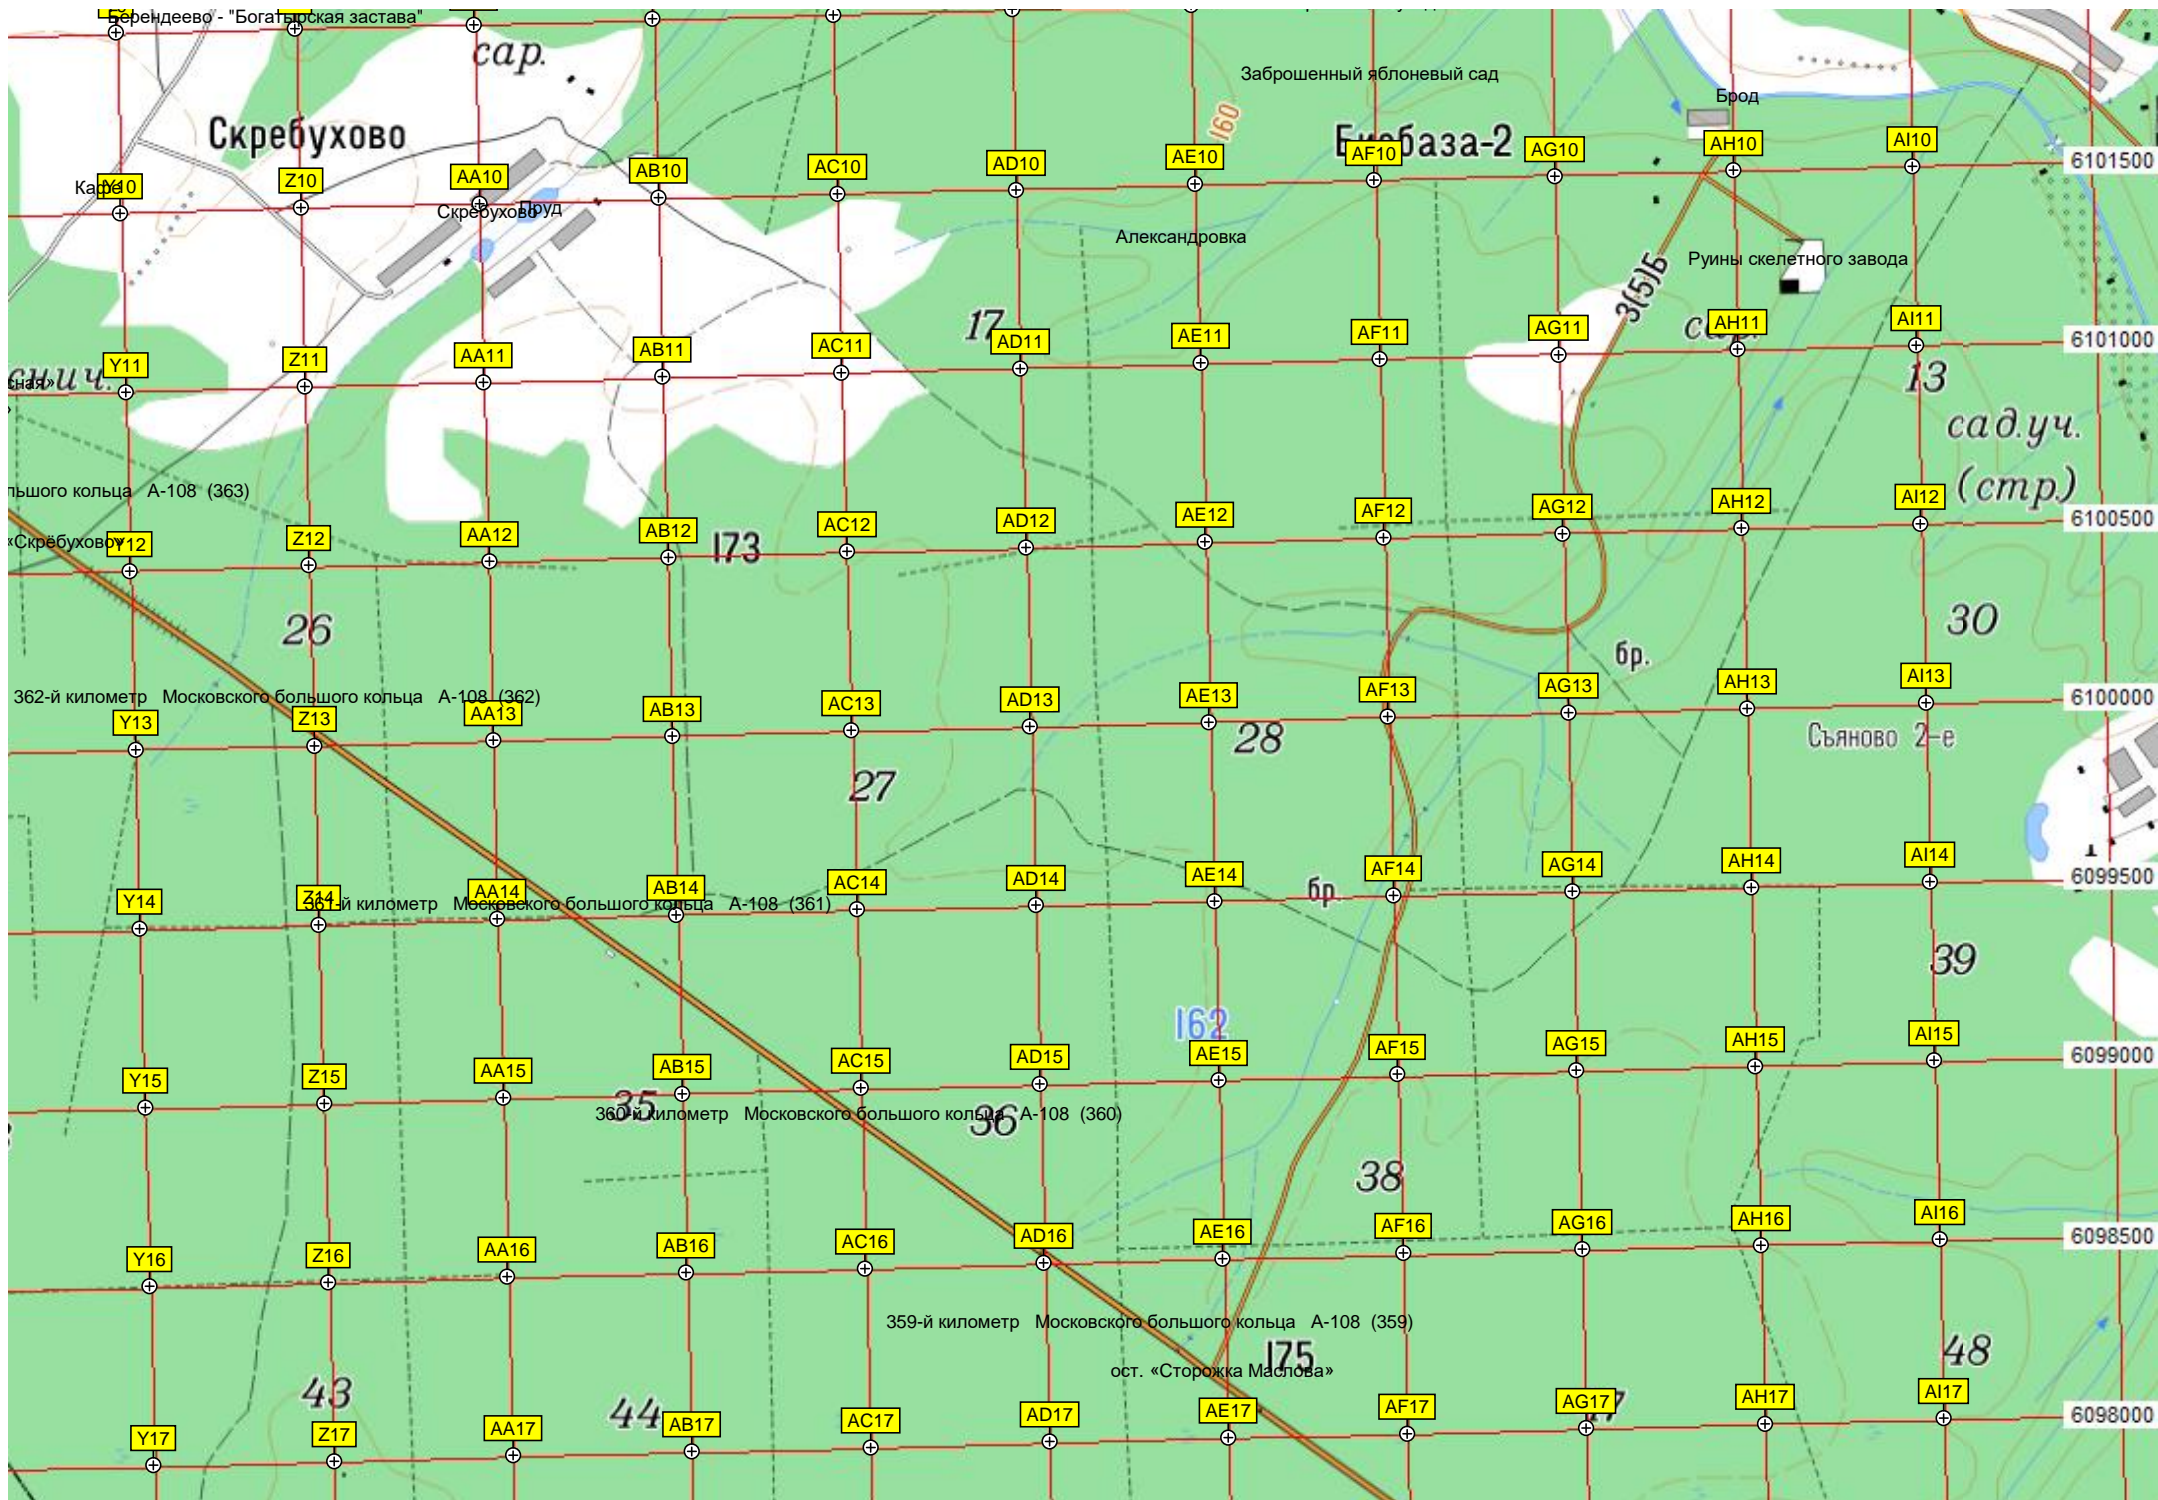 Берендеево - "Богатырская застава"
сар.
Заброшенный яблоневый сад
Брод
Скребухово
160
Биобаза-2
Кафе
Y10
Z10
AA10
AB10
AC10
AD10
AE10
AF10
AG10
AH10
AI10
6101500
Скрёбухово
Пруд
Александровка
Руины скелетного завода
3(5)Б
17
Y11
Z11
AA11
AB11
AC11
AD11
AE11
AF11
AG11
AH11
AI11
6101000
снич.
сная»
13
сад.уч.
(стр.)
льшого кольца А-108 (363)
«Скрёбухово»
Y12
Z12
AA12
AB12
AC12
AD12
AE12
AF12
AG12
AH12
AI12
6100500
173
26
30
бр.
362-й километр Московского большого кольца А-108 (362)
Y13
Z13
AA13
AB13
AC13
AD13
AE13
AF13
AG13
AH13
AI13
6100000
28
Съяново 2-е
27
Y14
Z14
AA14
AB14
AC14
AD14
AE14
AF14
AG14
AH14
AI14
6099500
361-й километр Московского большого кольца А-108 (361)
бр.
39
162
Y15
Z15
AA15
AB15
AC15
AD15
AE15
AF15
AG15
AH15
AI15
6099000
35
360-й километр Московского большого кольца А-108 (360)
36
38
Y16
Z16
AA16
AB16
AC16
AD16
AE16
AF16
AG16
AH16
AI16
6098500
359-й километр Московского большого кольца А-108 (359)
175
ост. «Сторожка Маслова»
48
43
44
Y17
Z17
AA17
AB17
AC17
AD17
AE17
AF17
AG17
AH17
AI17
6098000